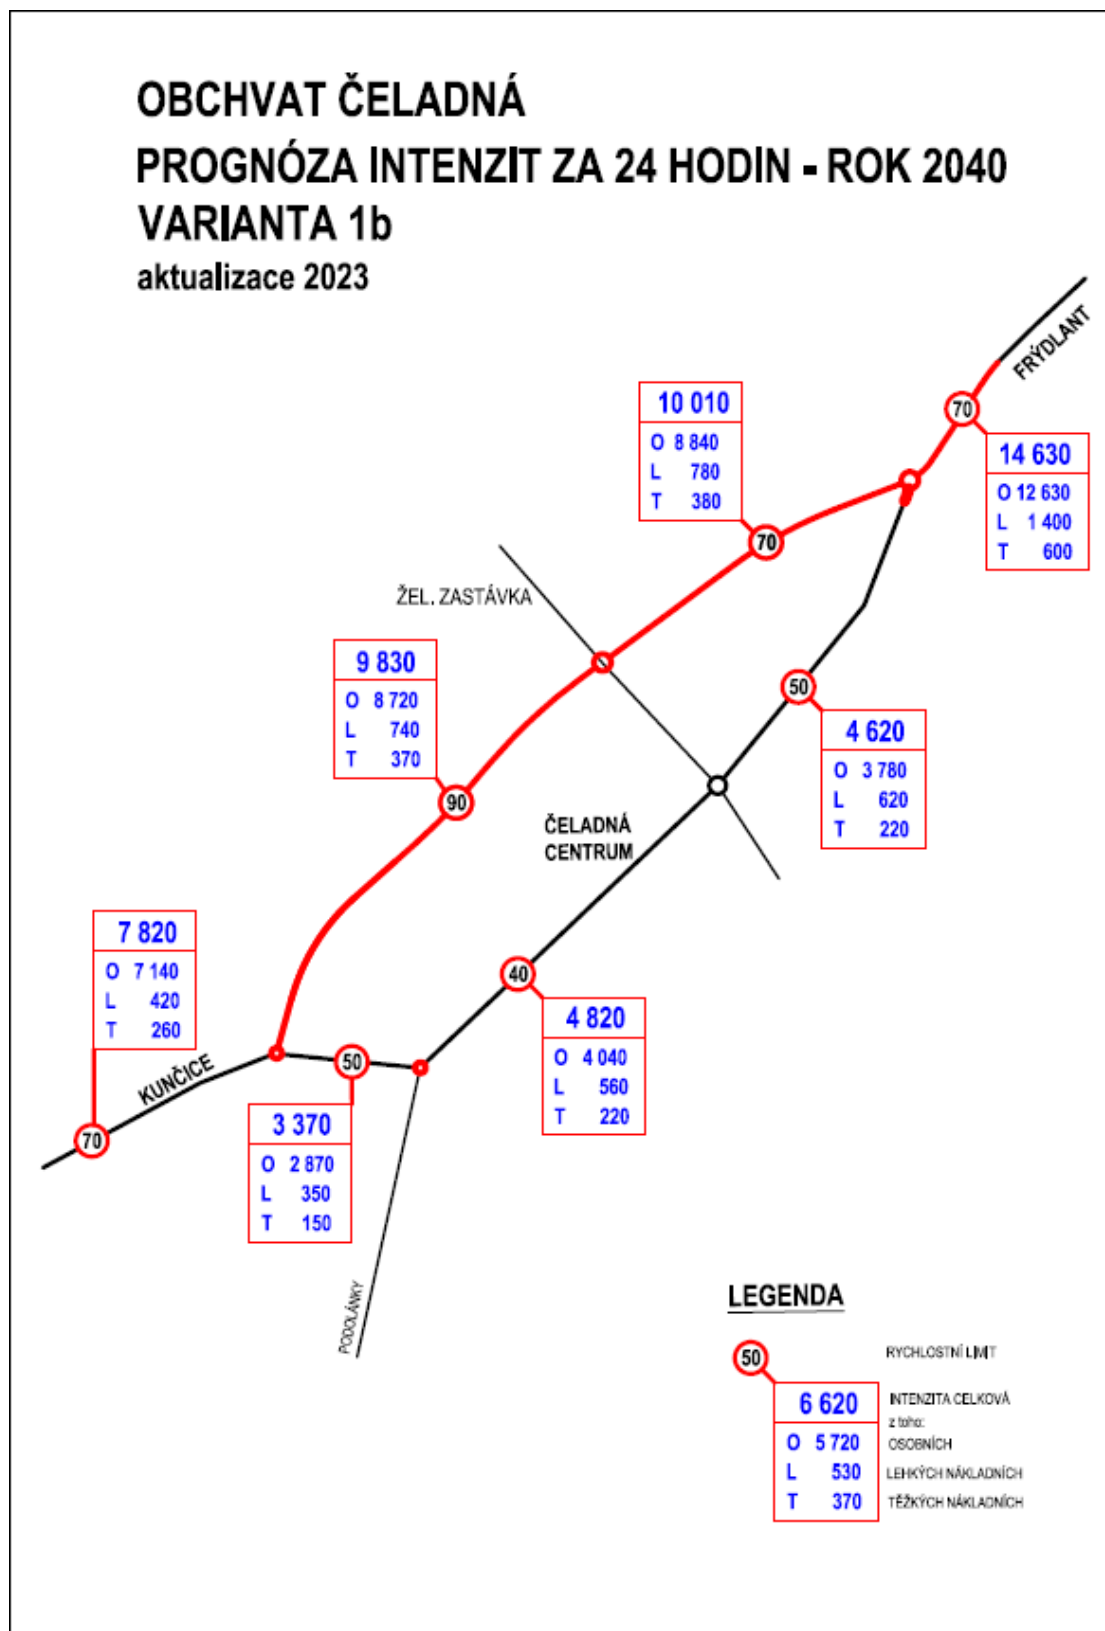 OBCHVAT ČELADNÁ
PROGNÓZA INTENZIT ZA 24 HODIN - ROK 2040
VARIANTA 1b
aktualizace 2023
FRÝDLANT
70
14 630
O 12 630
L 1 400
T 600
10 010
O 8 840
L 780
T 380
70
ŽEL. ZASTÁVKA
9 830
O 8 720
L 740
T 370
90
50
4 620
O 3 780
L 620
T 220
ČELADNÁ
CENTRUM
7 820
O 7 140
L 420
T 260
70
KUNČICE
40
4 820
O 4 040
L 560
T 220
50
3 370
O 2 870
L 350
T 150
PODOLÁNKY
LEGENDA
50
RYCHLOSTNÍ LIMIT
6 620 INTENZITA CELKOVÁ
z toho:
O 5 720 OSOBNÍCH
L 530 LEHKÝCH NÁKLADNÍCH
T 370 TĚŽKÝCH NÁKLADNÍCH